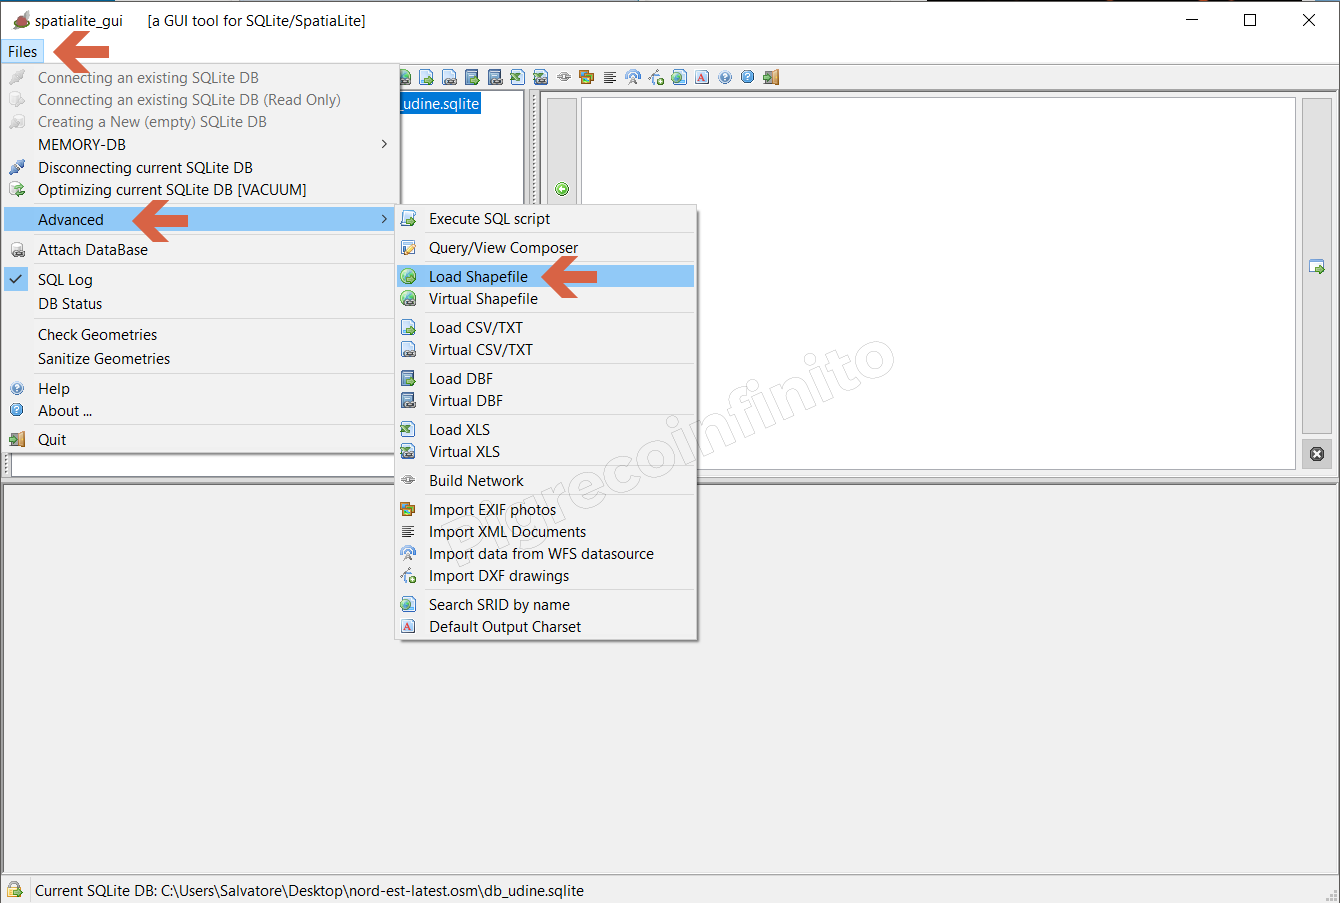 spatialite_gui [a GUI tool for SQLite/SpatiaLite]
Files
Connecting an existing SQLite DB
Connecting an existing SQLite DB (Read Only)
Creating a New (empty) SQLite DB
MEMORY-DB
Disconnecting current SQLite DB
Optimizing current SQLite DB [VACUUM]
Advanced
Attach DataBase
SQL Log
DB Status
Check Geometries
Sanitize Geometries
Help
About ...
Quit
_udine.sqlite
Execute SQL script
Query/View Composer
Load Shapefile
Virtual Shapefile
Load CSV/TXT
Virtual CSV/TXT
Load DBF
Virtual DBF
Load XLS
Virtual XLS
Build Network
Import EXIF photos
Import XML Documents
Import data from WFS datasource
Import DXF drawings
Search SRID by name
Default Output Charset
Pigrecoinfinito
Current SQLite DB: C:\Users\Salvatore\Desktop\nord-est-latest.osm\db_udine.sqlite